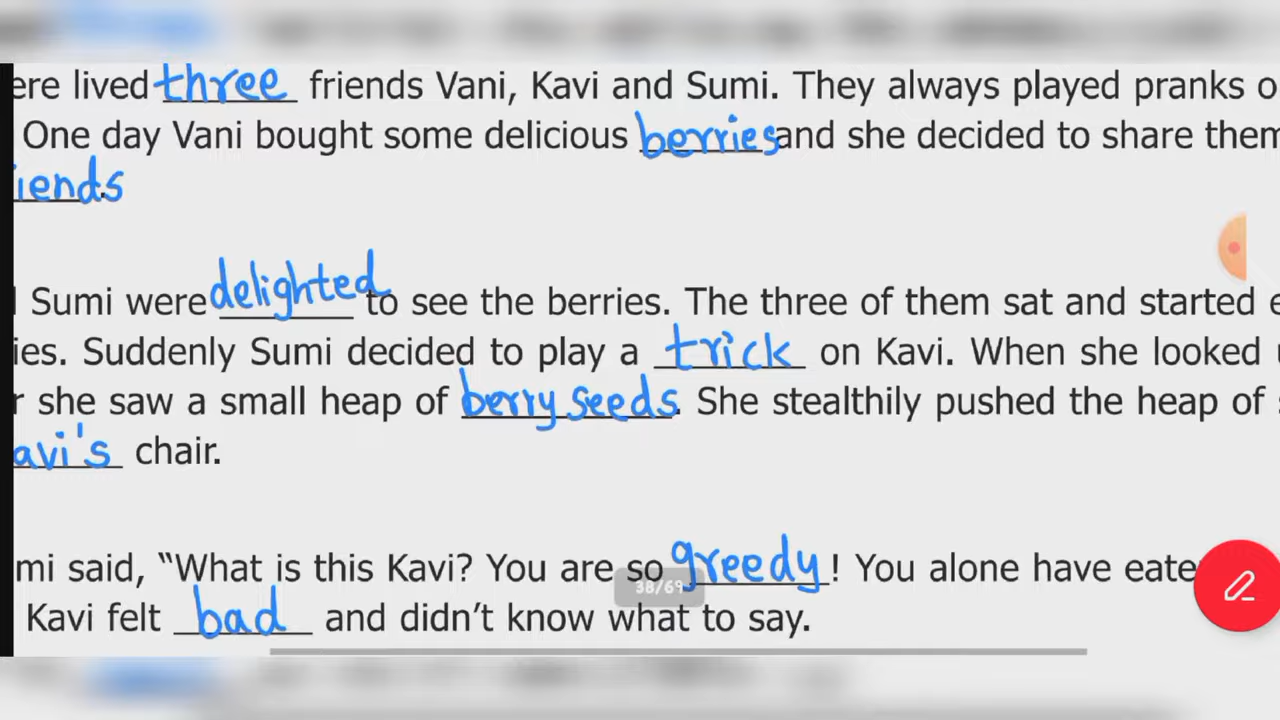 ere lived three friends Vani, Kavi and Sumi. They always played pranks o
One day Vani bought some delicious berries and she decided to share them
iends.
Sumi were delighted to see the berries. The three of them sat and started e
ies. Suddenly Sumi decided to play a trick on Kavi. When she looked
r she saw a small heap of berry seeds. She stealthily pushed the heap of
avi's chair.
mi said, “What is this Kavi? You are so greedy! You alone have eate
38/69
Kavi felt bad and didn’t know what to say.